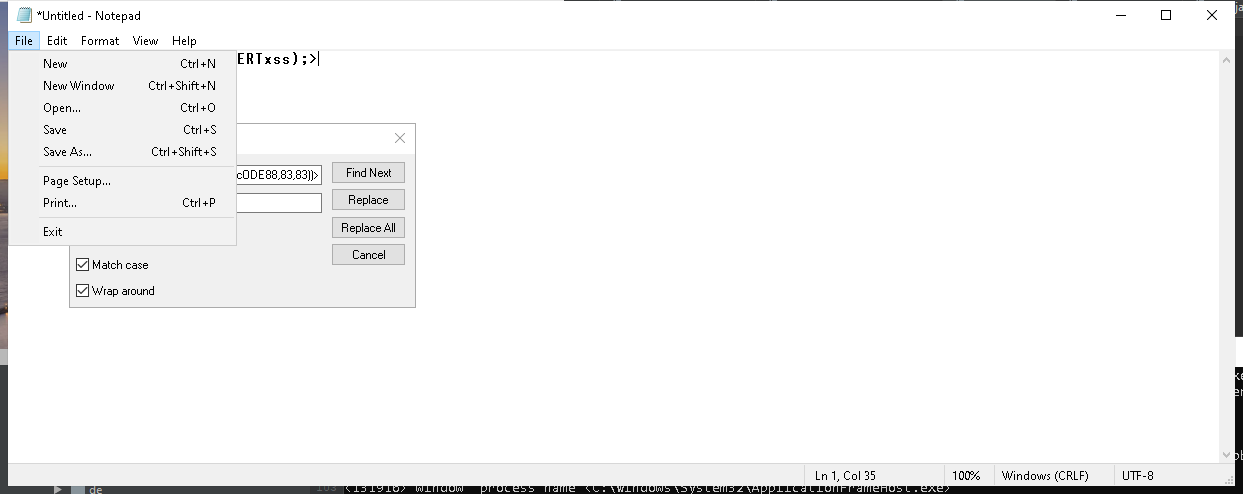 *Untitled - Notepad
File Edit Format View Help
ERTxss);>
New Ctrl+N
New Window Ctrl+Shift+N
Open... Ctrl+O
Save Ctrl+S
Save As... Ctrl+Shift+S
Page Setup...
Print... Ctrl+P
Exit
cODE88,83,83))>
Find Next
Replace
Replace All
Cancel
Match case
Wrap around
Ln 1, Col 35 100% Windows (CRLF) UTF-8
de
<131916> Window process name <C:\Windows\System32\ApplicationFrameHost.exe>